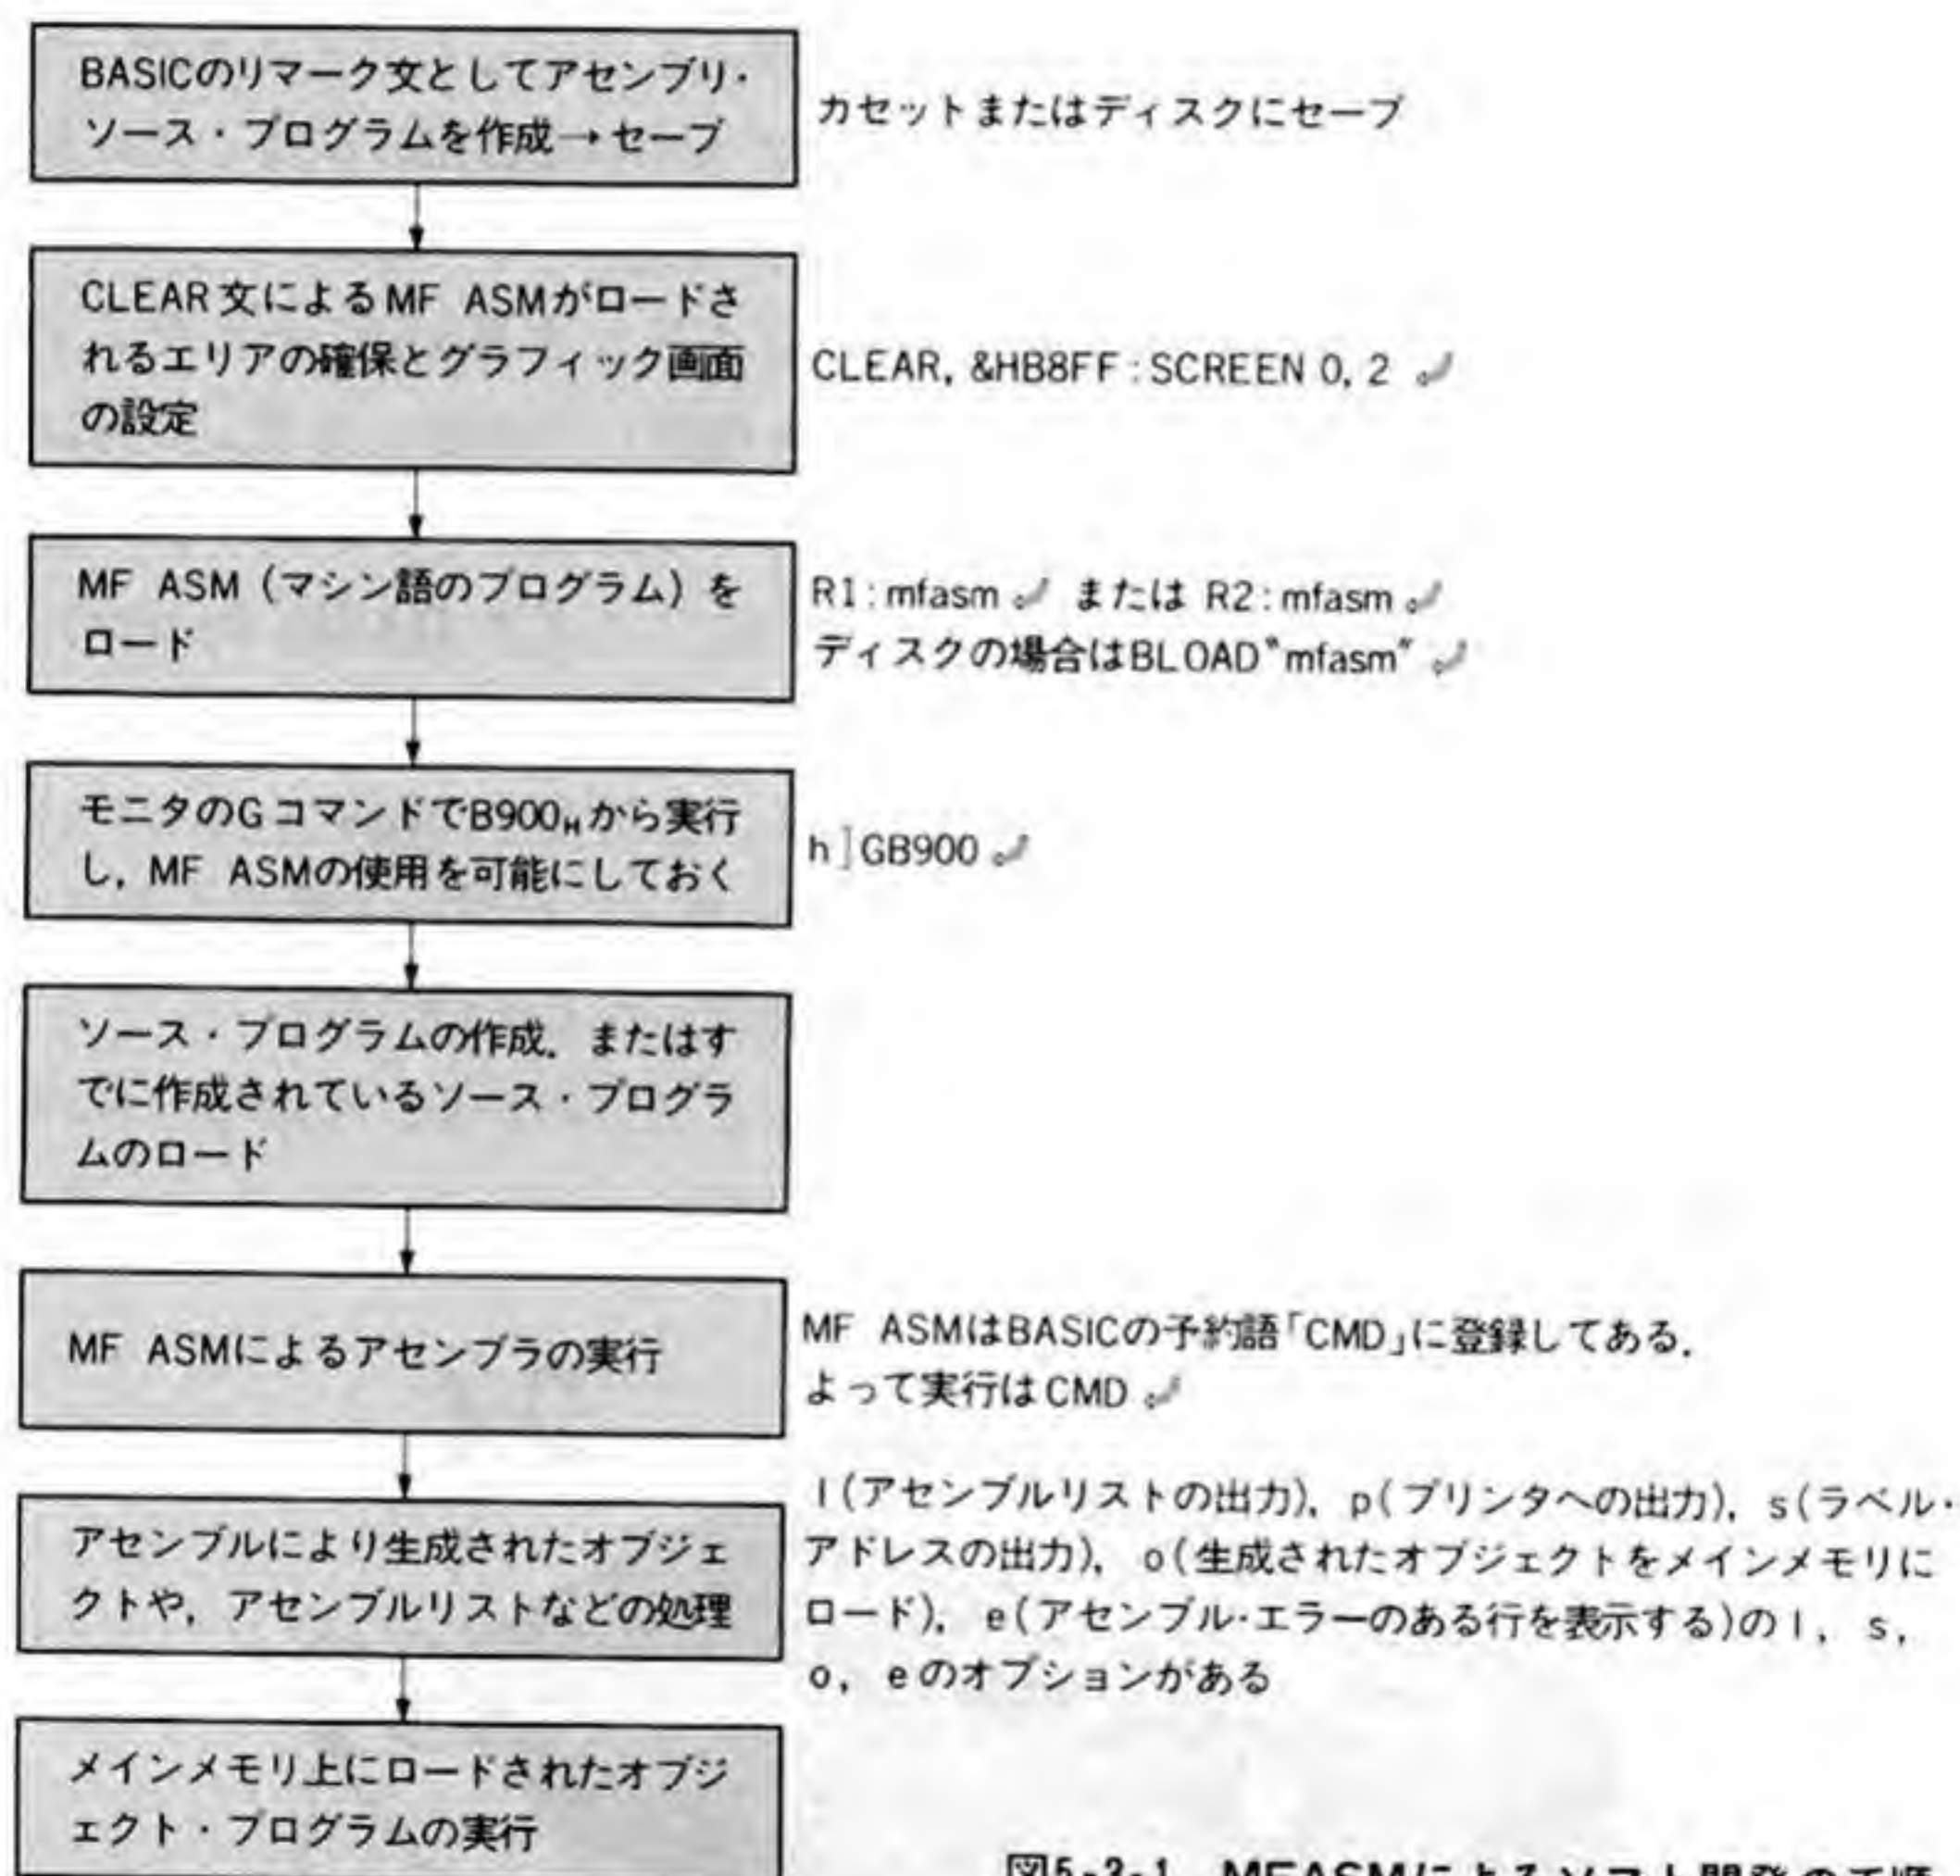 BASICのリマーク文としてアセンブリ・
ソース・プログラムを作成→セーブ
カセットまたはディスクにセーブ
CLEAR文によるMF ASMがロードさ
れるエリアの確保とグラフィック画面
の設定
CLEAR, &HB8FF : SCREEN 0, 2 ↲
MF ASM（マシン語のプログラム）を
ロード
R1 : mfasm ↲ または R2 : mfasm ↲
ディスクの場合はBLOAD"mfasm" ↲
モニタのGコマンドでB900Hから実行
し，MF ASMの使用を可能にしておく
h］GB900 ↲
ソース・プログラムの作成．またはす
でに作成されているソース・プログラ
ムのロード
MF ASMによるアセンブラの実行
MF ASMはBASICの予約語「CMD」に登録してある．
よって実行はCMD ↲
アセンブルにより生成されたオブジェ
クトや，アセンブルリストなどの処理
l（アセンブルリストの出力），p（プリンタへの出力），s（ラベル・
アドレスの出力），o（生成されたオブジェクトをメインメモリに
ロード），e（アセンブル・エラーのある行を表示する）のl，s，
o，eのオプションがある
メインメモリ上にロードされたオブジ
ェクト・プログラムの実行
図5-3-1 MFASMによるソフト開発の手順